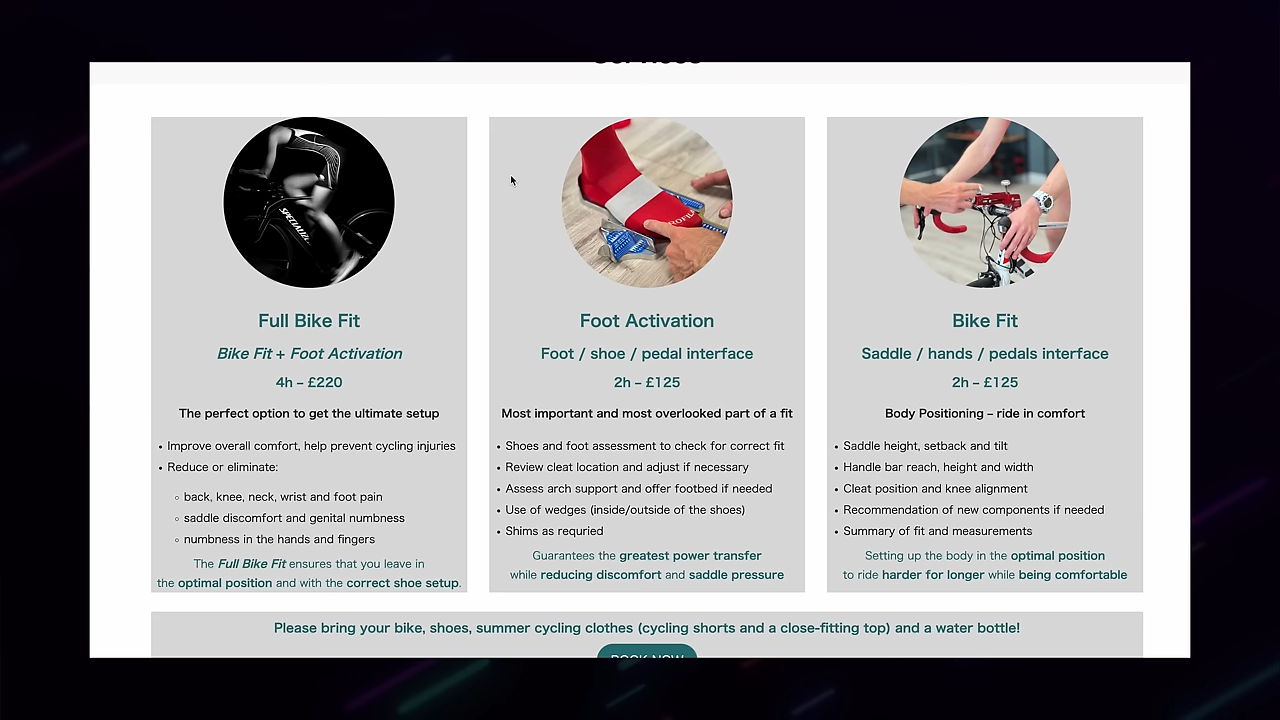 Services
Full Bike Fit
Bike Fit + Foot Activation
4h – £220
The perfect option to get the ultimate setup
• Improve overall comfort, help prevent cycling injuries
• Reduce or eliminate:
◦ back, knee, neck, wrist and foot pain
◦ saddle discomfort and genital numbness
◦ numbness in the hands and fingers
The Full Bike Fit ensures that you leave in
the optimal position and with the correct shoe setup.
Foot Activation
Foot / shoe / pedal interface
2h – £125
Most important and most overlooked part of a fit
• Shoes and foot assessment to check for correct fit
• Review cleat location and adjust if necessary
• Assess arch support and offer footbed if needed
• Use of wedges (inside/outside of the shoes)
• Shims as requried
Guarantees the greatest power transfer
while reducing discomfort and saddle pressure
Bike Fit
Saddle / hands / pedals interface
2h – £125
Body Positioning – ride in comfort
• Saddle height, setback and tilt
• Handle bar reach, height and width
• Cleat position and knee alignment
• Recommendation of new components if needed
• Summary of fit and measurements
Setting up the body in the optimal position
to ride harder for longer while being comfortable
Please bring your bike, shoes, summer cycling clothes (cycling shorts and a close-fitting top) and a water bottle!
BOOK NOW